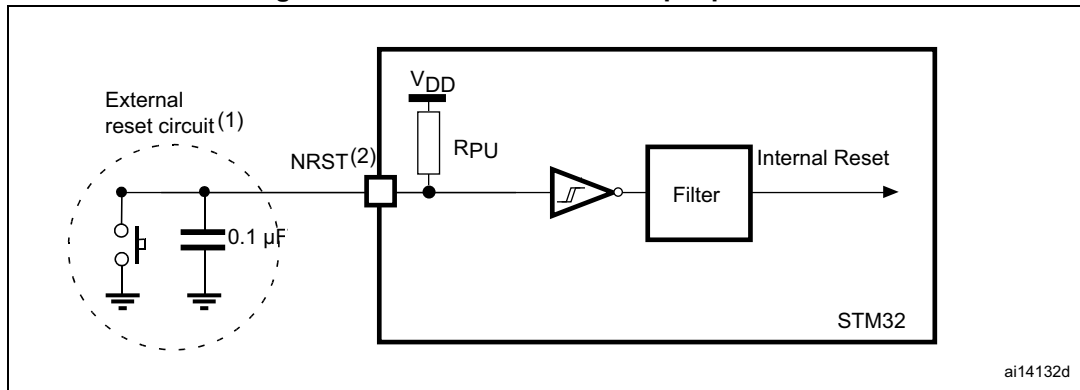 External
reset circuit(1)
VDD
NRST(2)
RPU
Internal Reset
Filter
0.1 μF
STM32
ai14132d